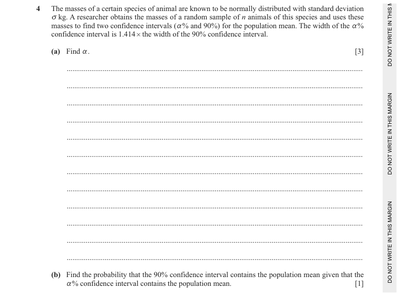 4 The masses of a certain species of animal are known to be normally distributed with standard deviation
σ kg. A researcher obtains the masses of a random sample of n animals of this species and uses these
masses to find two confidence intervals (α% and 90%) for the population mean. The width of the α%
confidence interval is 1.414 × the width of the 90% confidence interval.
(a) Find α. [3]
(b) Find the probability that the 90% confidence interval contains the population mean given that the
α% confidence interval contains the population mean. [1]
DO NOT WRITE IN THIS
DO NOT WRITE IN THIS MARGIN
DO NOT WRITE IN THIS MARGIN